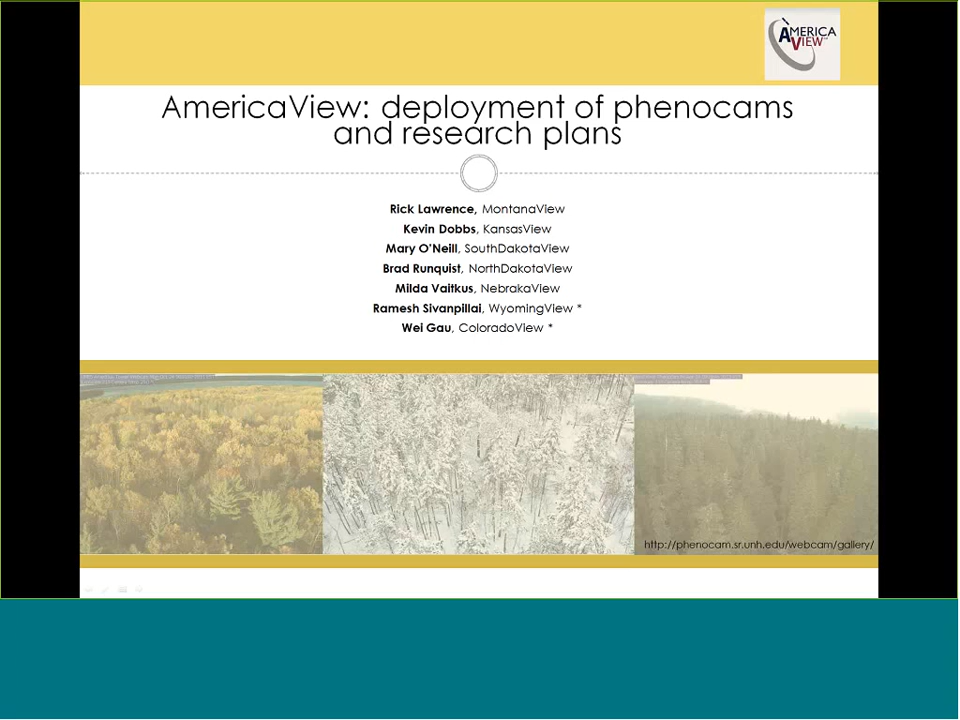 AMERICA
VIEW
AmericaView: deployment of phenocams
and research plans
Rick Lawrence, MontanaView
Kevin Dobbs, KansasView
Mary O'Neill, SouthDakotaView
Brad Runquist, NorthDakotaView
Milda Vaitkus, NebrakaView
Ramesh Sivanpillai, WyomingView *
Wei Gau, ColoradoView *
http://phenocam.sr.unh.edu/webcam/gallery/